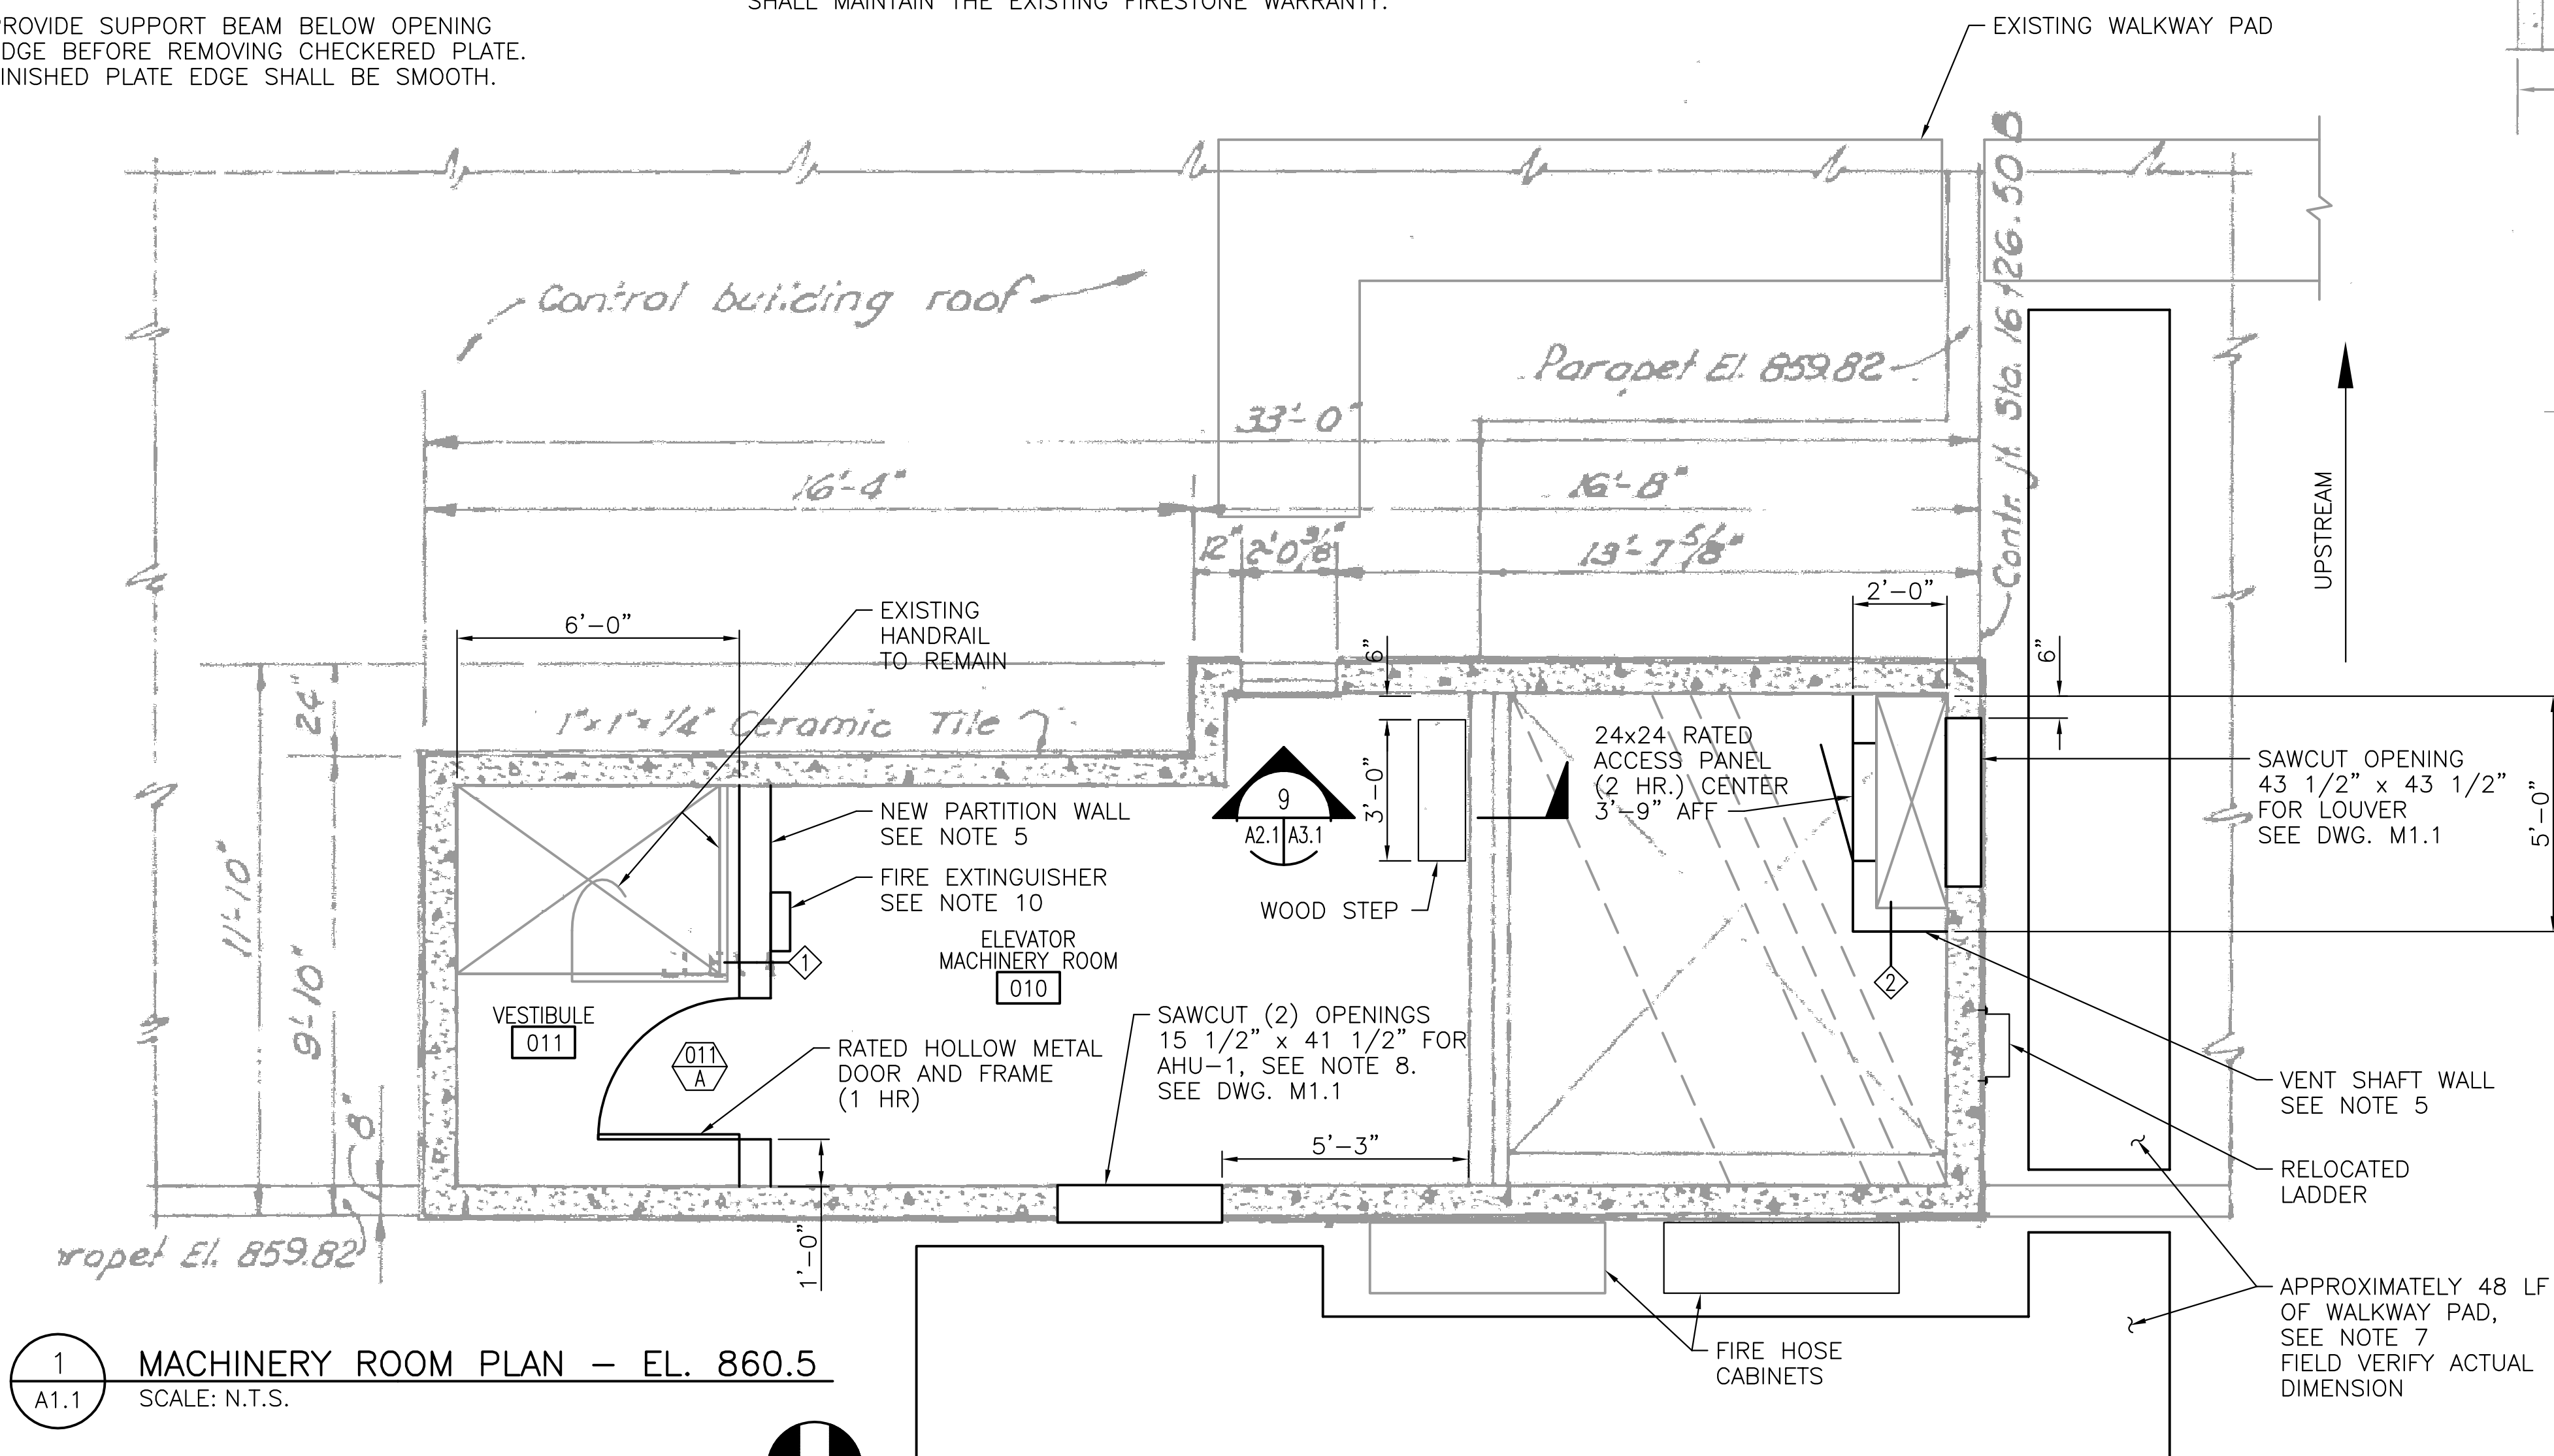 SHALL MAINTAIN THE EXISTING FIRESTONE WARRANTY.
PROVIDE SUPPORT BEAM BELOW OPENING
EDGE BEFORE REMOVING CHECKERED PLATE.
FINISHED PLATE EDGE SHALL BE SMOOTH.
EXISTING WALKWAY PAD
Control building roof
Parapet El. 859.82
Contr. jt. Sta. 16+26.50 B
UPSTREAM
33'-0"
16'-4"
16'-8"
12"
2'0 3/8"
13'-7 5/8"
2'-0"
6'-0"
EXISTING
HANDRAIL
TO REMAIN
6"
6"
24"
1"x1"x1/4" Ceramic Tile
11'-10"
9'-10"
8"
24x24 RATED
ACCESS PANEL
(2 HR.) CENTER
3'-9" AFF
SAWCUT OPENING
43 1/2" x 43 1/2"
FOR LOUVER
SEE DWG. M1.1
5'-0"
3'-0"
9
A2.1 A3.1
NEW PARTITION WALL
SEE NOTE 5
FIRE EXTINGUISHER
SEE NOTE 10
WOOD STEP
ELEVATOR
MACHINERY ROOM
010
1
2
VESTIBULE
011
011
A
RATED HOLLOW METAL
DOOR AND FRAME
(1 HR)
SAWCUT (2) OPENINGS
15 1/2" x 41 1/2" FOR
AHU-1, SEE NOTE 8.
SEE DWG. M1.1
5'-3"
VENT SHAFT WALL
SEE NOTE 5
RELOCATED
LADDER
1'-0"
rapet El. 859.82
APPROXIMATELY 48 LF
OF WALKWAY PAD,
SEE NOTE 7
FIELD VERIFY ACTUAL
DIMENSION
FIRE HOSE
CABINETS
1
A1.1
MACHINERY ROOM PLAN - EL. 860.5
SCALE: N.T.S.